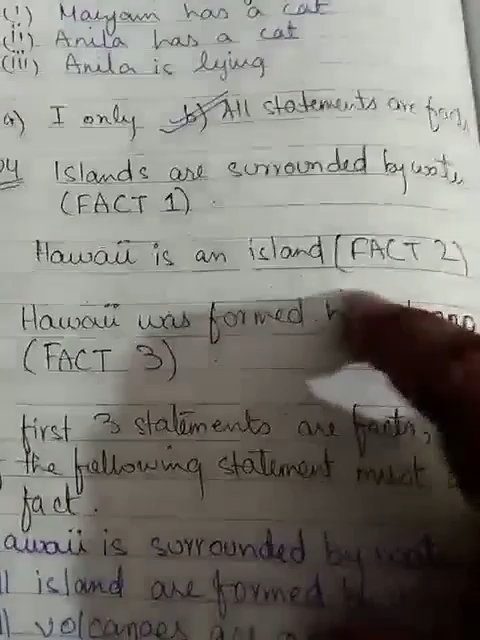 (i) Maryam has a cat
(ii) Anila has a cat
(iii) Anila is lying
a) I only b) All statements are fact
Islands are surrounded by
(FACT 1).
Hawaii is an island (FACT 2)
Hawaii was formed
(FACT 3)
first 3 statements are facts,
the following statement must
fact.
is surrounded by
island are formed
volcanoes